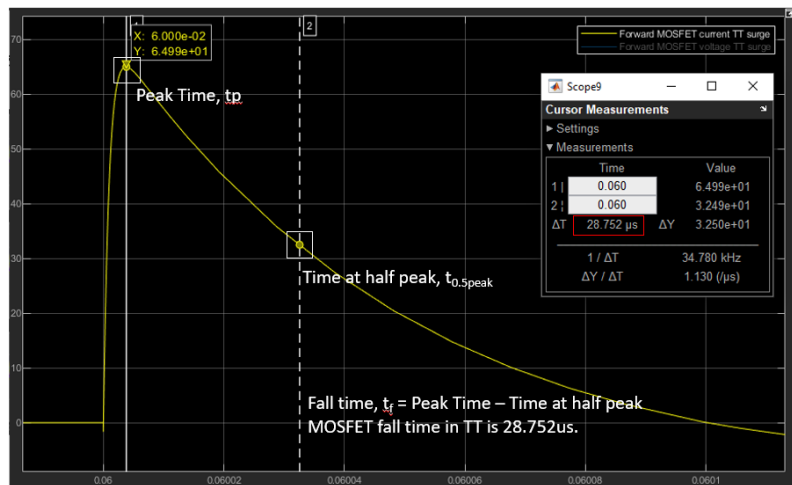 1
2
X: 6.000e-02
Y: 6.499e+01
Forward MOSFET current TT surge
Forward MOSFET voltage TT surge
70
60
50
40
30
20
10
0
Peak Time, tp
Time at half peak, t0.5peak
Fall time, tf = Peak Time – Time at half peak
MOSFET fall time in TT is 28.752us.
Scope9
Cursor Measurements
Settings
Measurements
Time Value
1 | 0.060 6.499e+01
2 ¦ 0.060 3.249e+01
ΔT 28.752 µs ΔY 3.250e+01
1 / ΔT 34.780 kHz
ΔY / ΔT 1.130 (/µs)
0.06 0.06002 0.06004 0.06006 0.06008 0.0601